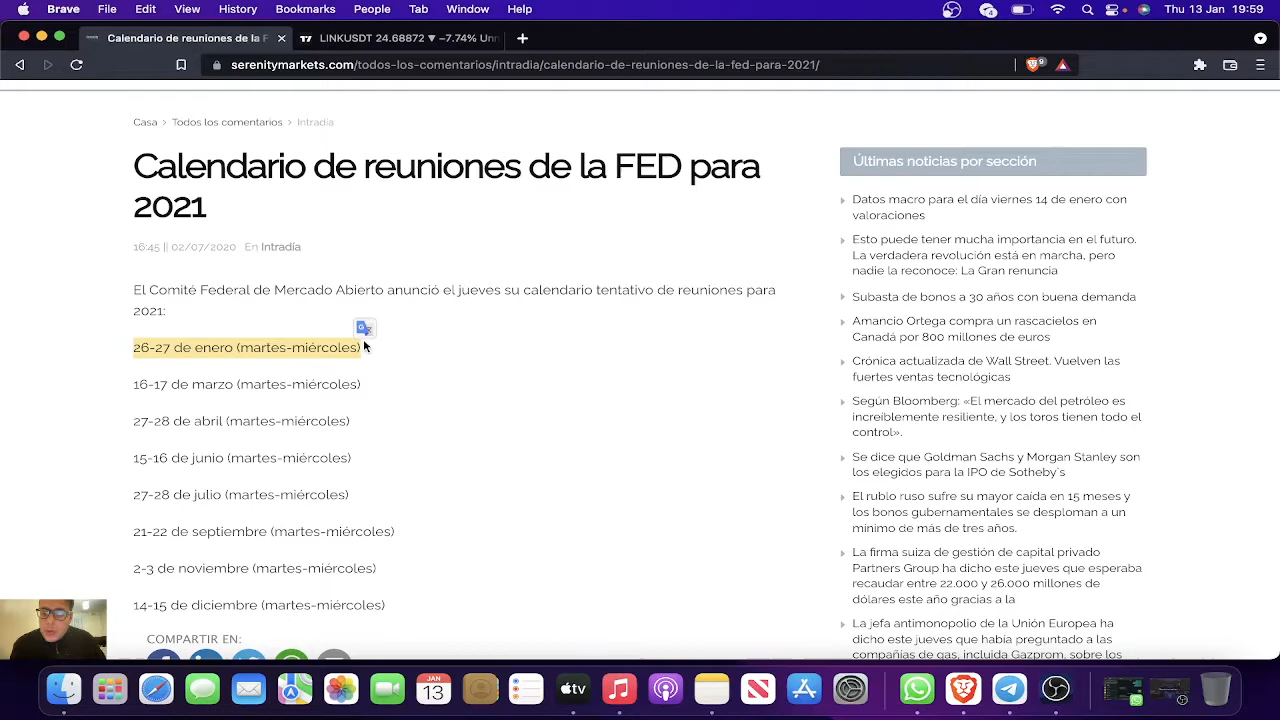 Brave File Edit View History Bookmarks People Tab Window Help Thu 13 Jan 19:59
Calendario de reuniones de la F
LINKUSDT 24.68872 ▼ −7.74% Unn
serenitymarkets.com/todos-los-comentarios/intradia/calendario-de-reuniones-de-la-fed-para-2021/
9
Casa > Todos los comentarios > Intradía
Calendario de reuniones de la FED para
2021
16:45 || 02/07/2020 En Intradía
El Comité Federal de Mercado Abierto anunció el jueves su calendario tentativo de reuniones para
2021:
26-27 de enero (martes-miércoles)
16-17 de marzo (martes-miércoles)
27-28 de abril (martes-miércoles)
15-16 de junio (martes-miércoles)
27-28 de julio (martes-miércoles)
21-22 de septiembre (martes-miércoles)
2-3 de noviembre (martes-miércoles)
14-15 de diciembre (martes-miércoles)
COMPARTIR EN:
Últimas noticias por sección
Datos macro para el día viernes 14 de enero con
valoraciones
Esto puede tener mucha importancia en el futuro.
La verdadera revolución está en marcha, pero
nadie la reconoce: La Gran renuncia
Subasta de bonos a 30 años con buena demanda
Amancio Ortega compra un rascacielos en
Canadá por 800 millones de euros
Crónica actualizada de Wall Street. Vuelven las
fuertes ventas tecnológicas
Según Bloomberg: «El mercado del petróleo es
increíblemente resiliente, y los toros tienen todo el
control».
Se dice que Goldman Sachs y Morgan Stanley son
los elegidos para la IPO de Sotheby`s
El rublo ruso sufre su mayor caída en 15 meses y
los bonos gubernamentales se desploman a un
mínimo de más de tres años.
La firma suiza de gestión de capital privado
Partners Group ha dicho este jueves que esperaba
recaudar entre 22.000 y 26.000 millones de
dólares este año gracias a la
La jefa antimonopolio de la Unión Europea ha
dicho este jueves que había preguntado a las
compañías de gas, incluida Gazprom, sobre los
JAN
13
tv